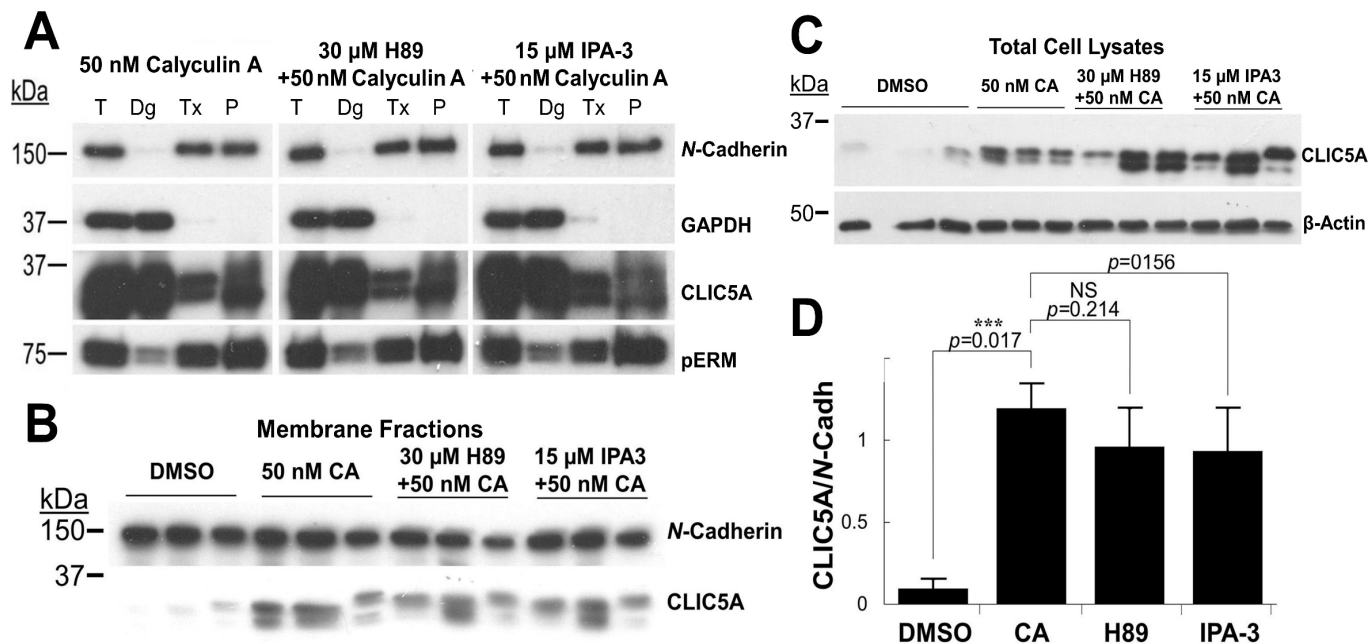 A
50 nM Calyculin A
30 µM H89
+50 nM Calyculin A
15 µM IPA-3
+50 nM Calyculin A
kDa
T Dg Tx P T Dg Tx P T Dg Tx P
150 N-Cadherin
37 GAPDH
37 CLIC5A
75 pERM
B
Membrane Fractions
DMSO
50 nM CA
30 µM H89
+50 nM CA
15 µM IPA3
+50 nM CA
kDa
150 N-Cadherin
37
CLIC5A
C
Total Cell Lysates
DMSO
50 nM CA
30 µM H89
+50 nM CA
15 µM IPA3
+50 nM CA
kDa
37
CLIC5A
50
β-Actin
D
p=0156
NS
p=0.214
***
p=0.017
CLIC5A/N-Cadh
1
0.5
0
DMSO CA H89 IPA-3